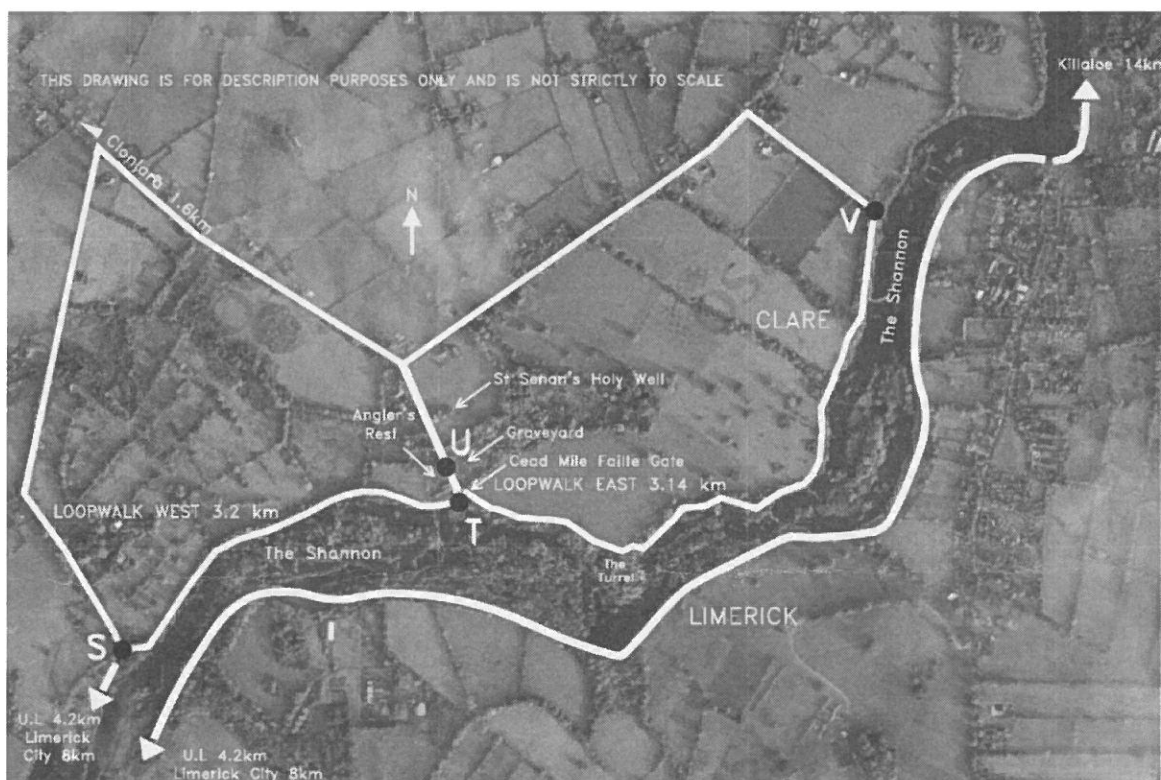 THIS DRAWING IS FOR DESCRIPTION PURPOSES ONLY AND IS NOT STRICTLY TO SCALE
Killaloe 14km
Clonlara 1.6km
N
V
The Shannon
CLARE
St Senan's Holy Well
Angler's
Rest
U
Graveyard
Cead Mile Failte Gate
LOOPWALK EAST 3.14 km
T
LOOPWALK WEST 3.2 km
The Shannon
The
Turret
LIMERICK
S
U.L 4.2km
Limerick
City 8km
U.L 4.2km
Limerick City 8km